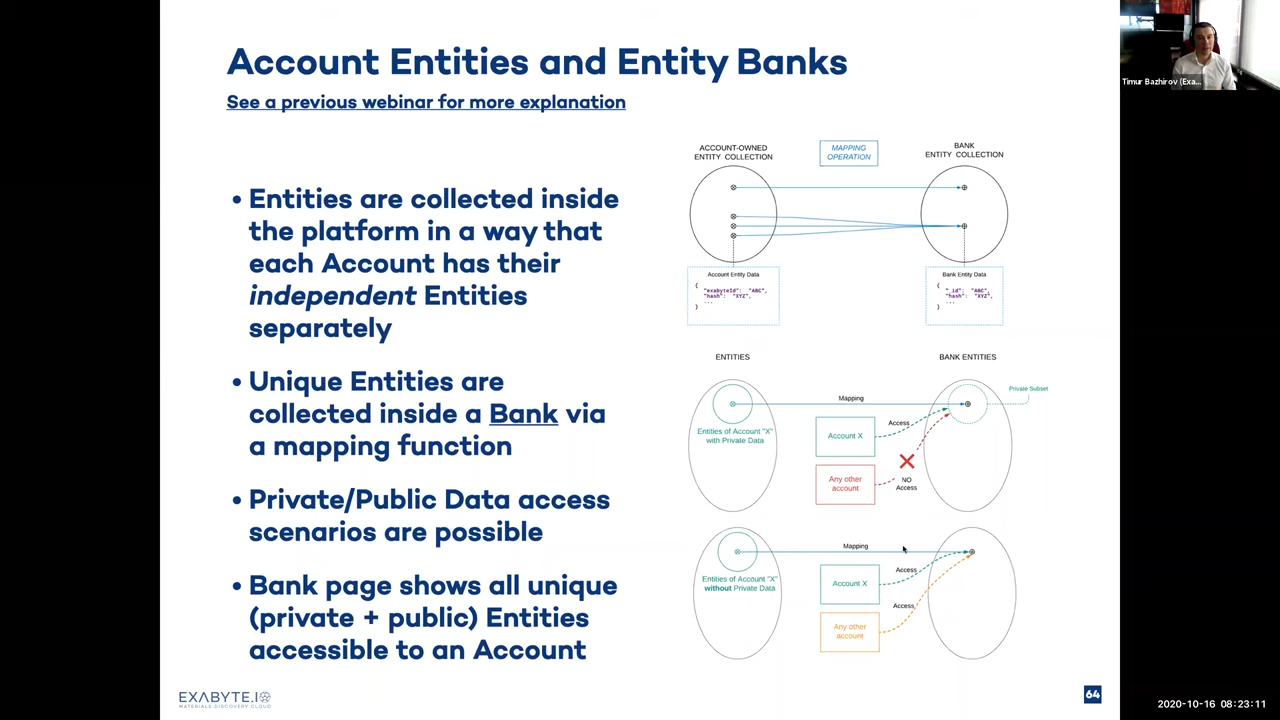 Account Entities and Entity Banks
See a previous webinar for more explanation
• Entities are collected inside
the platform in a way that
each Account has their
independent Entities
separately
• Unique Entities are
collected inside a Bank via
a mapping function
• Private/Public Data access
scenarios are possible
• Bank page shows all unique
(private + public) Entities
accessible to an Account
ACCOUNT-OWNED
ENTITY COLLECTION
MAPPING
OPERATION
BANK
ENTITY COLLECTION
Account Entity Data
{
"exabyteId": "ABC",
"hash": "XYZ",
...
}
Bank Entity Data
{
"_id": "ABC",
"hash": "XYZ",
...
}
ENTITIES
BANK ENTITIES
Private Subset
Mapping
Entities of Account "X"
with Private Data
Account X
Access
Any other
account
NO
Access
Mapping
Entities of Account "X"
without Private Data
Account X
Access
Any other
account
Access
EXABYTE.IO
MATERIALS DISCOVERY CLOUD
64
Timur Bazhirov (Exa...
2020-10-16 08:23:11